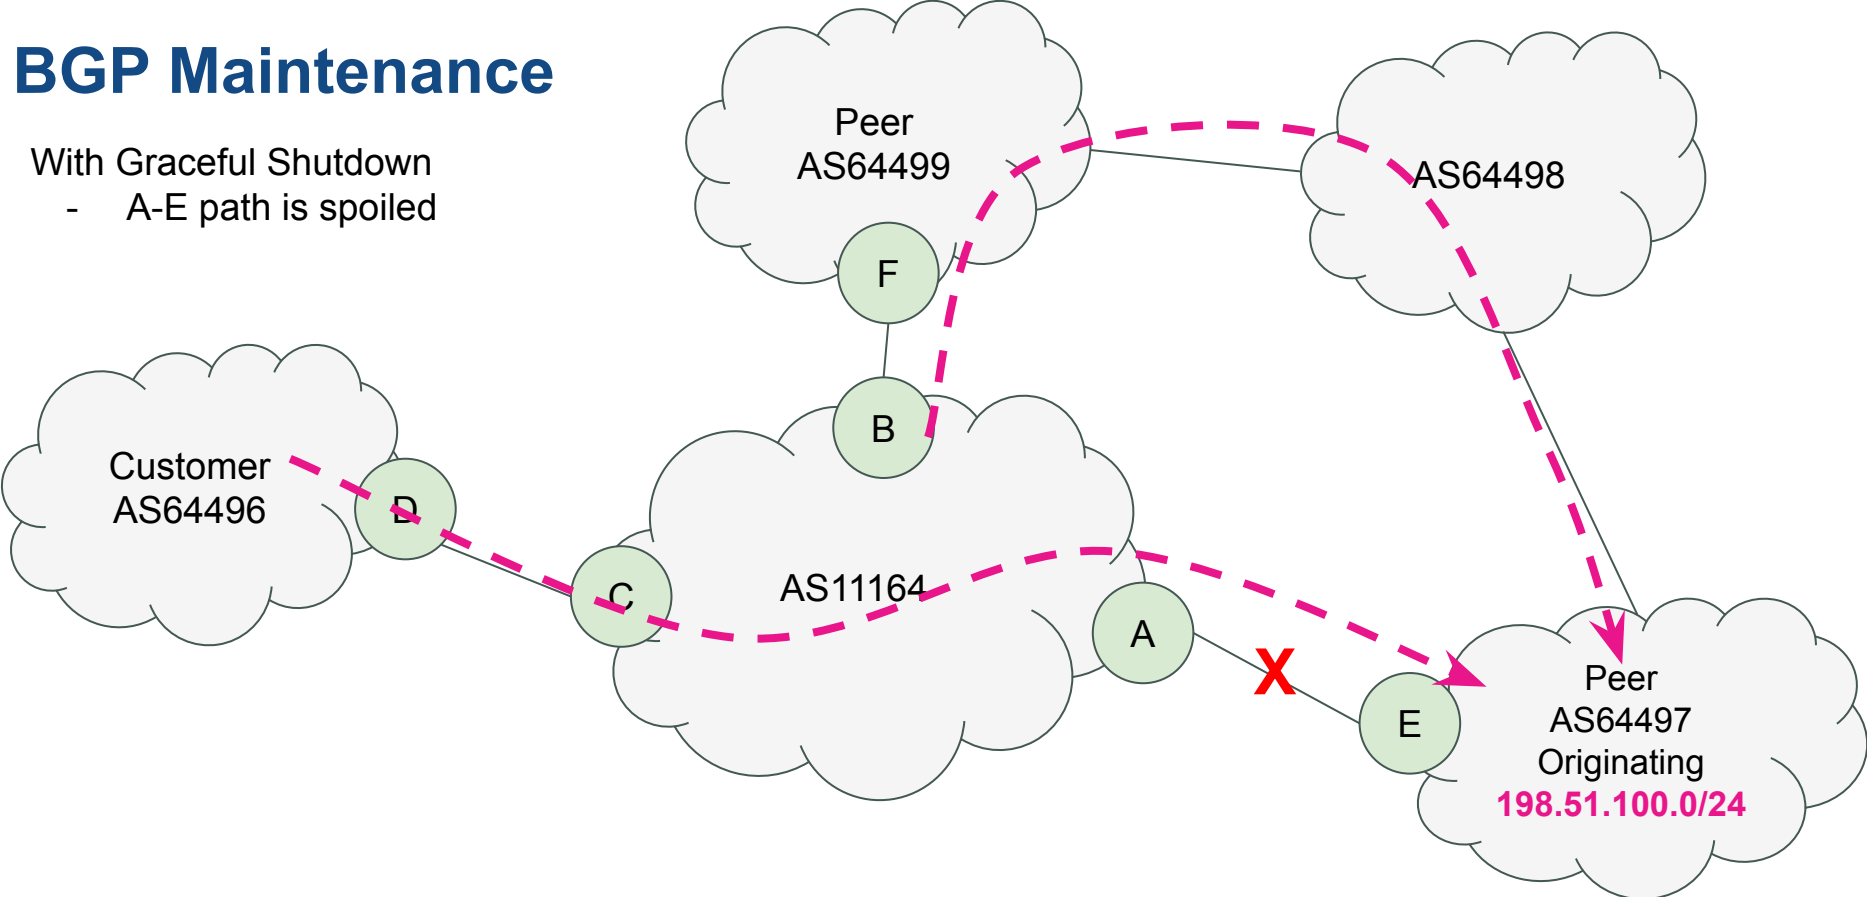 BGP Maintenance
With Graceful Shutdown
- A-E path is spoiled
Peer
AS64499
AS64498
F
B
Customer
AS64496
D
C
AS11164
A
X
E
Peer
AS64497
Originating
198.51.100.0/24